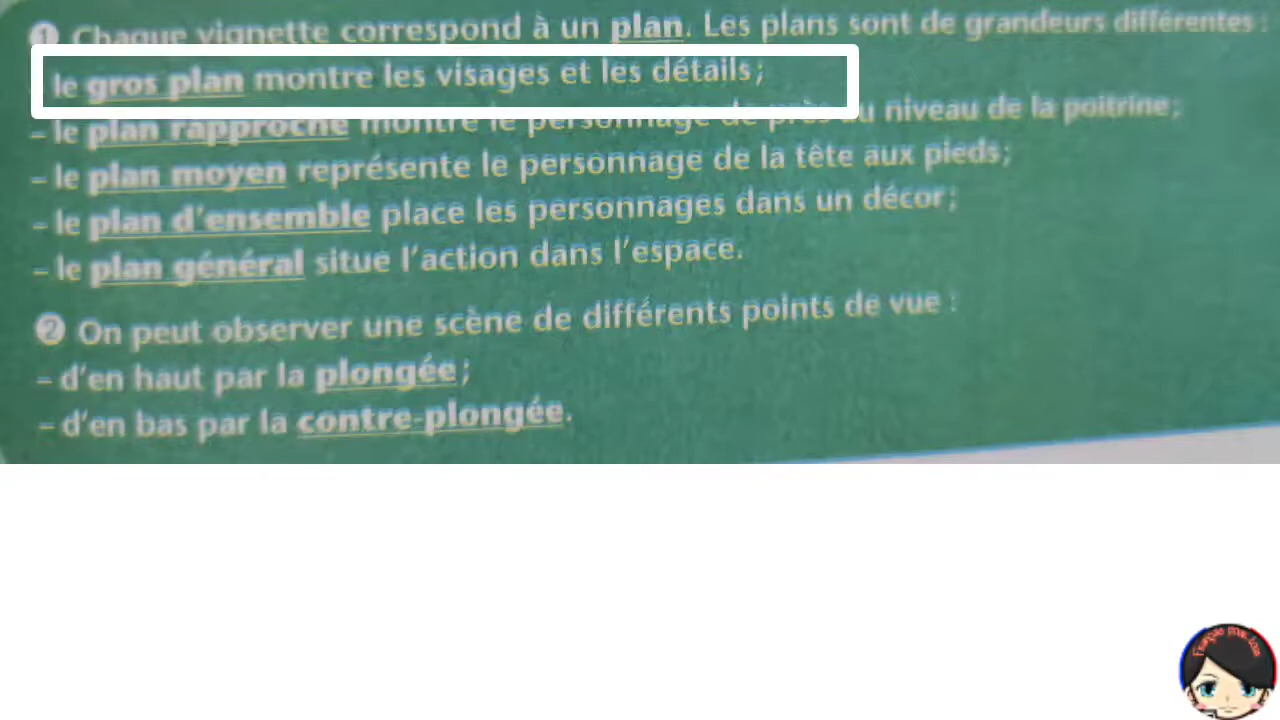 ❶ Chaque vignette correspond à un plan. Les plans sont de grandeurs différentes :
le gros plan montre les visages et les détails ;
– le plan rapproché montre le personnage de près au niveau de la poitrine ;
– le plan moyen représente le personnage de la tête aux pieds ;
– le plan d'ensemble place les personnages dans un décor ;
– le plan général situe l'action dans l'espace.
❷ On peut observer une scène de différents points de vue :
– d'en haut par la plongée ;
– d'en bas par la contre-plongée.